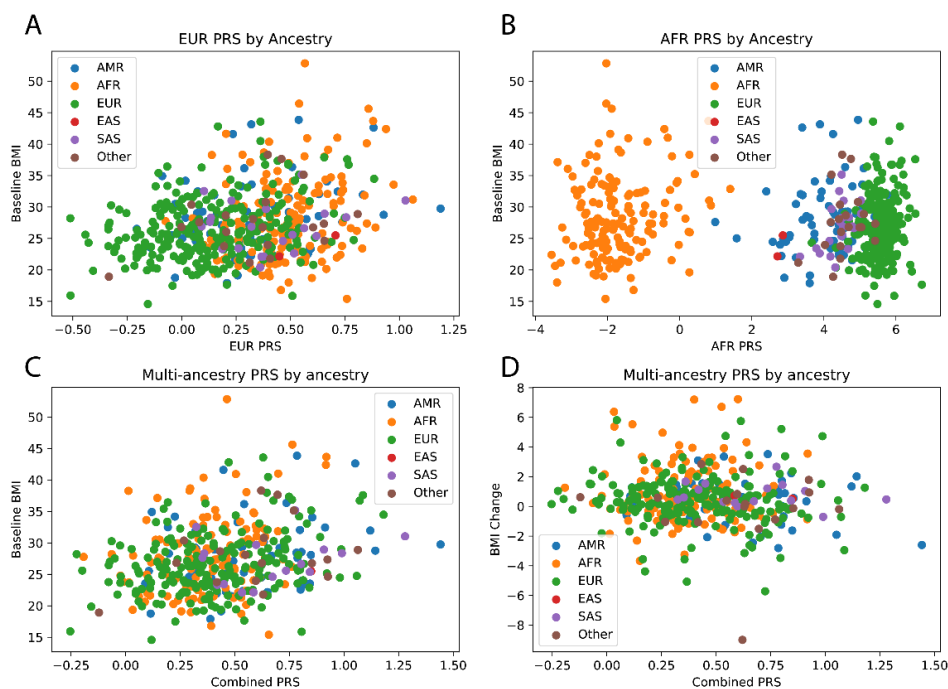 A
EUR PRS by Ancestry
50
45
40
35
30
25
20
15
Baseline BMI
AMR
AFR
EUR
EAS
SAS
Other
−0.50 −0.25 0.00 0.25 0.50 0.75 1.00 1.25
EUR PRS
B
AFR PRS by Ancestry
50
45
40
35
30
25
20
15
Baseline BMI
AMR
AFR
EUR
EAS
SAS
Other
−4 −2 0 2 4 6
AFR PRS
C
Multi-ancestry PRS by ancestry
50
45
40
35
30
25
20
15
Baseline BMI
AMR
AFR
EUR
EAS
SAS
Other
−0.25 0.00 0.25 0.50 0.75 1.00 1.25 1.50
Combined PRS
D
Multi-ancestry PRS by ancestry
8
6
4
2
0
−2
−4
−6
−8
BMI Change
AMR
AFR
EUR
EAS
SAS
Other
−0.25 0.00 0.25 0.50 0.75 1.00 1.25 1.50
Combined PRS